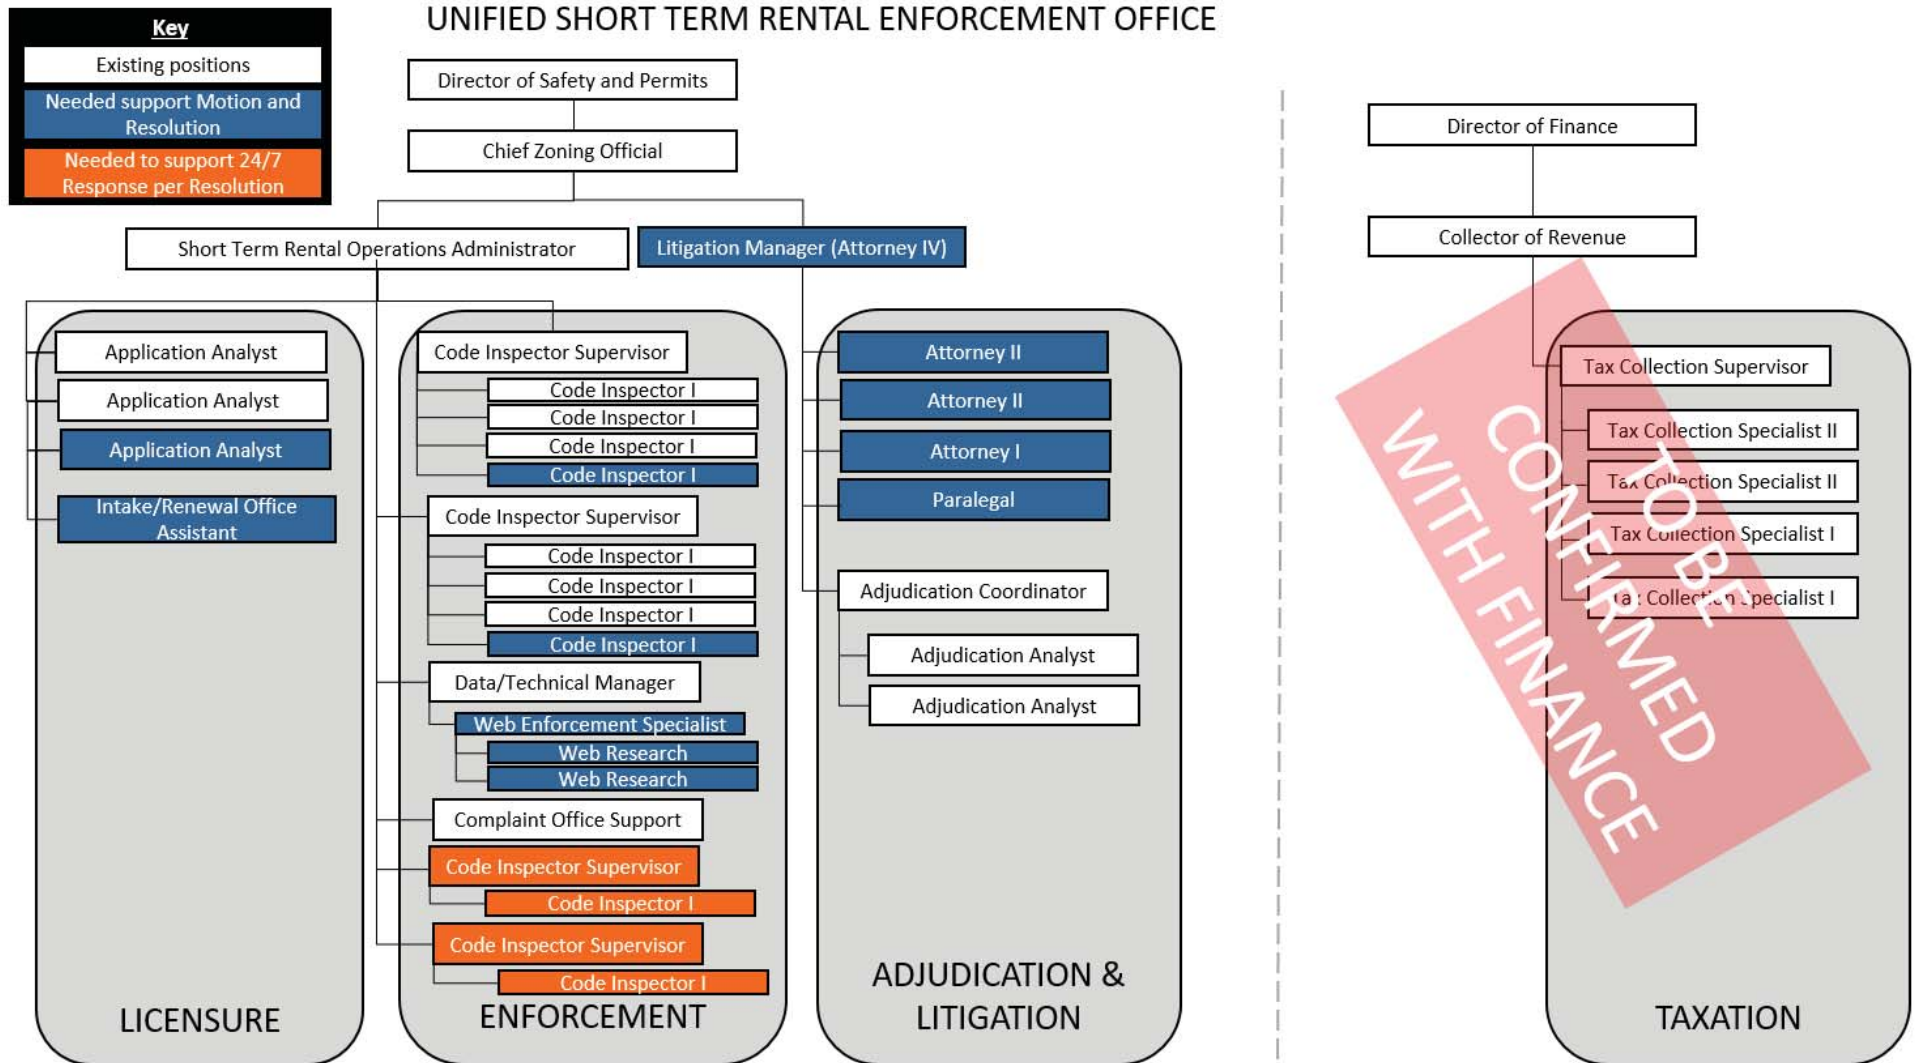 UNIFIED SHORT TERM RENTAL ENFORCEMENT OFFICE
Key
Existing positions
Needed support Motion and
Resolution
Needed to support 24/7
Response per Resolution
Director of Safety and Permits
Chief Zoning Official
Short Term Rental Operations Administrator
Litigation Manager (Attorney IV)
Application Analyst
Application Analyst
Application Analyst
Intake/Renewal Office
Assistant
LICENSURE
Code Inspector Supervisor
Code Inspector I
Code Inspector I
Code Inspector I
Code Inspector I
Code Inspector Supervisor
Code Inspector I
Code Inspector I
Code Inspector I
Code Inspector I
Data/Technical Manager
Web Enforcement Specialist
Web Research
Web Research
Complaint Office Support
Code Inspector Supervisor
Code Inspector I
Code Inspector Supervisor
Code Inspector I
ENFORCEMENT
Attorney II
Attorney II
Attorney I
Paralegal
Adjudication Coordinator
Adjudication Analyst
Adjudication Analyst
ADJUDICATION &
LITIGATION
Director of Finance
Collector of Revenue
Tax Collection Supervisor
Tax Collection Specialist II
Tax Collection Specialist II
Tax Collection Specialist I
Tax Collection Specialist I
TO BE
CONFIRMED
WITH FINANCE
TAXATION